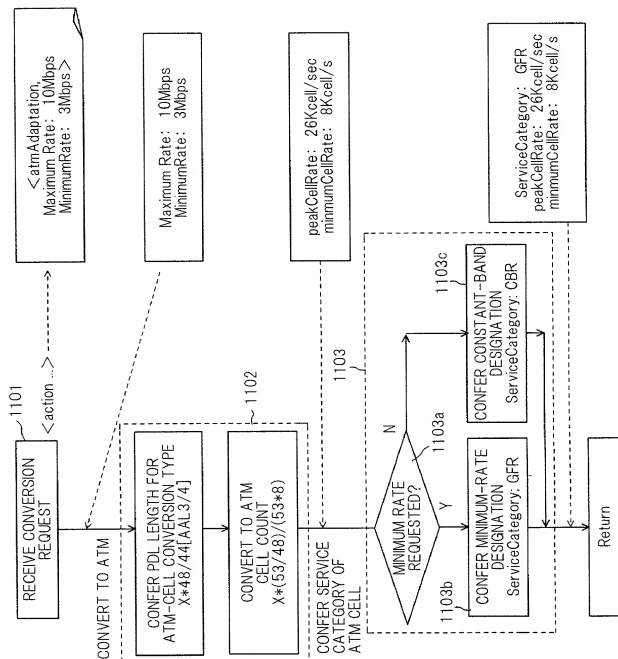 1101
RECEIVE CONVERSION
REQUEST
<action ...>
<atmAdaptation,
Maximum Rate: 10Mbps
MinimumRate: 3Mbps>
CONVERT TO ATM
Maximum Rate: 10Mbps
MinimumRate: 3Mbps
1102
CONFER PDL LENGTH FOR
ATM-CELL CONVERSION TYPE
X*48/44[AAL3/4]
CONVERT TO ATM
CELL COUNT
X*(53/48)/(53*8)
CONFER SERVICE
CATEGORY OF
ATM CELL
peakCellRate: 26Kcell/sec
minmumCellRate: 8Kcell/s
1103
MINIMUM RATE
REQUESTED?
1103a
N
Y
1103b
CONFER MINIMUM-RATE
DESIGNATION
ServiceCategory: GFR
1103c
CONFER CONSTANT-BAND
DESIGNATION
ServiceCategory: CBR
ServiceCategory: GFR
peakCellRate: 26Kcell/sec
minmumCellRate: 8Kcell/s
Return